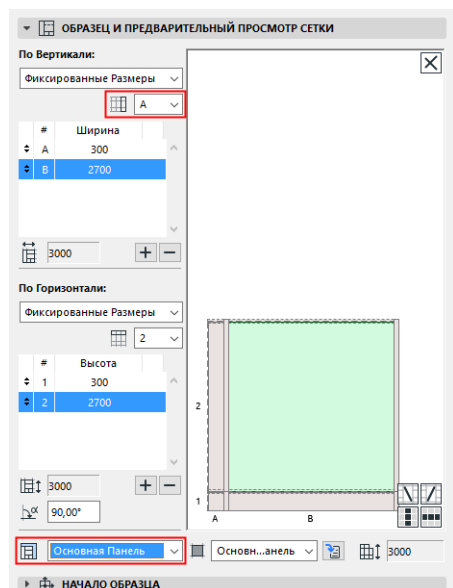 ОБРАЗЕЦ И ПРЕДВАРИТЕЛЬНЫЙ ПРОСМОТР СЕТКИ
По Вертикали:
Фиксированные Размеры
A
# Ширина
A 300
B 2700
3000
По Горизонтали:
Фиксированные Размеры
2
# Высота
1 300
2 2700
3000
α 90,00°
2
1
A B
Основная Панель
Основн...анель
3000
НАЧАЛО ОБРАЗЦА